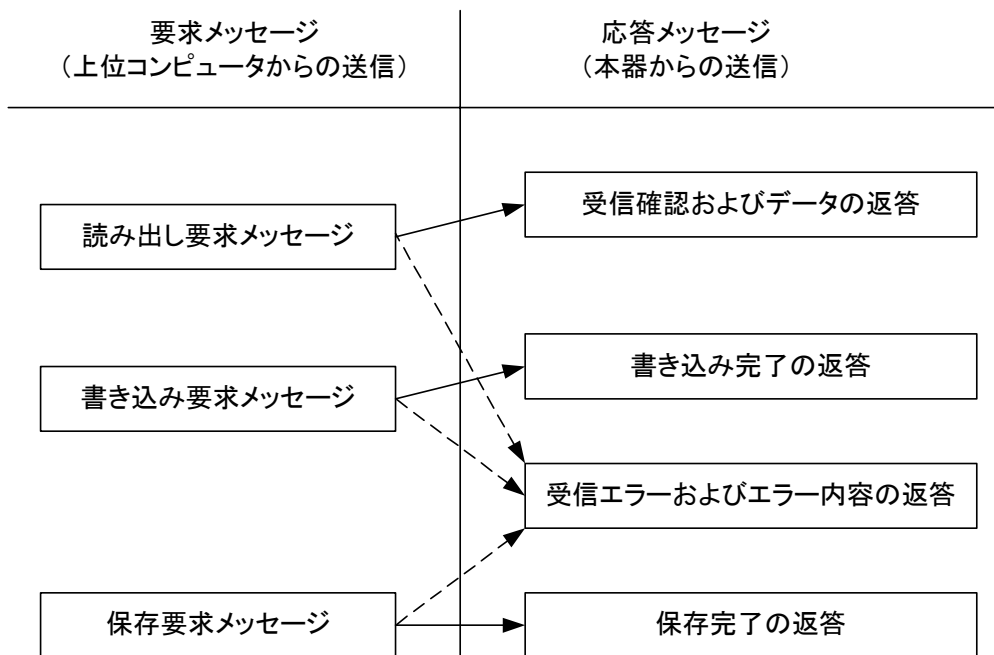 要求メッセージ
（上位コンピュータからの送信）
応答メッセージ
（本器からの送信）
読み出し要求メッセージ
受信確認およびデータの返答
書き込み要求メッセージ
書き込み完了の返答
受信エラーおよびエラー内容の返答
保存要求メッセージ
保存完了の返答